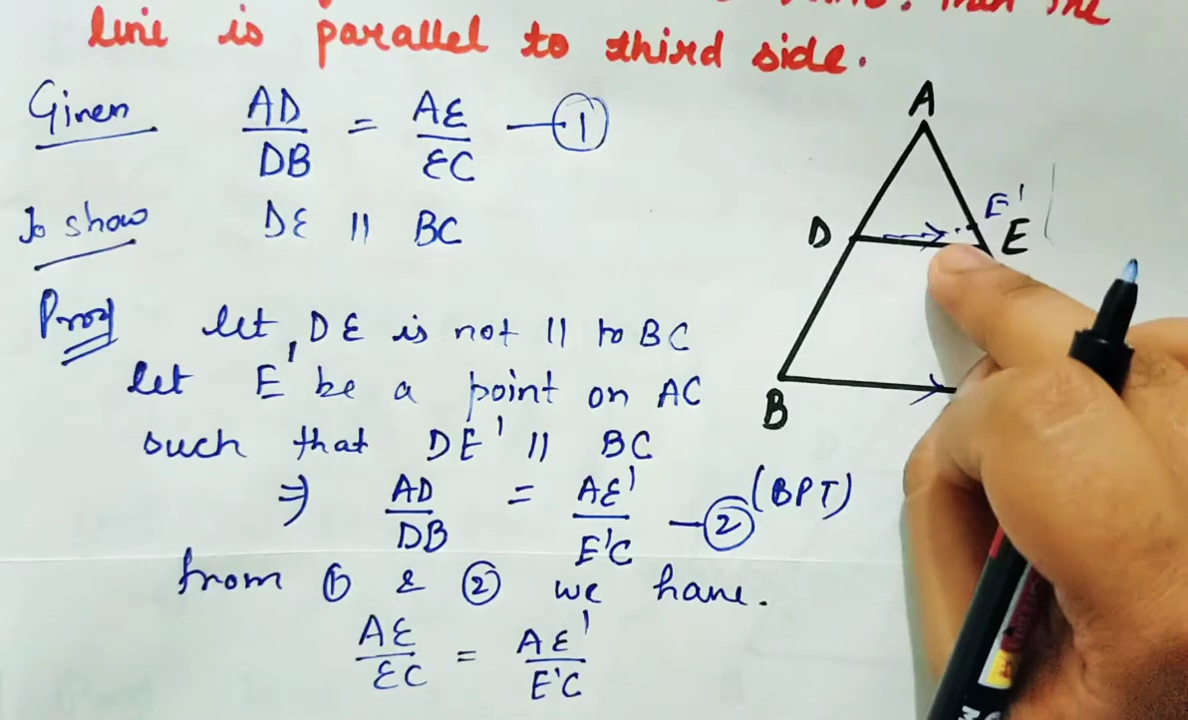 Then the
line is parallel to third side.
Given AD/DB = AE/EC — ①
To show DE || BC
Proof let, DE is not || to BC
let E' be a point on AC
such that DE' || BC
⇒ AD/DB = AE'/E'C — ② (BPT)
from ① & ② we have.
AE/EC = AE'/E'C
A
E'
D
E
B